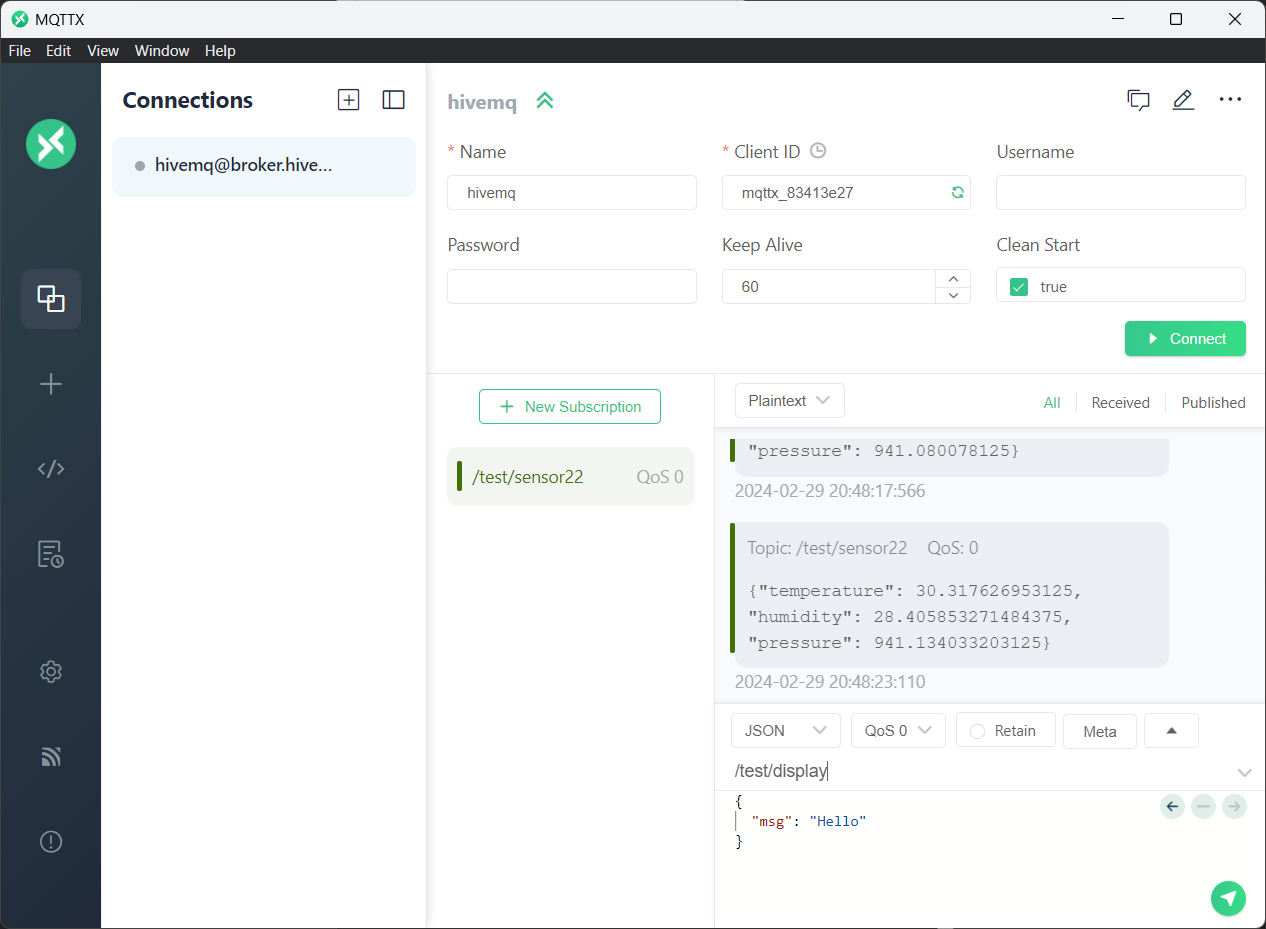 MQTTX
File Edit View Window Help
Connections
hivemq@broker.hive...
hivemq
* Name
* Client ID
Username
hivemq
mqttx_83413e27
Password
Keep Alive
Clean Start
60
true
Connect
New Subscription
/test/sensor22 QoS 0
Plaintext
All Received Published
"pressure": 941.080078125}
2024-02-29 20:48:17:566
Topic: /test/sensor22 QoS: 0
{"temperature": 30.317626953125,
"humidity": 28.405853271484375,
"pressure": 941.134033203125}
2024-02-29 20:48:23:110
JSON QoS 0 Retain Meta
/test/display
{
"msg": "Hello"
}